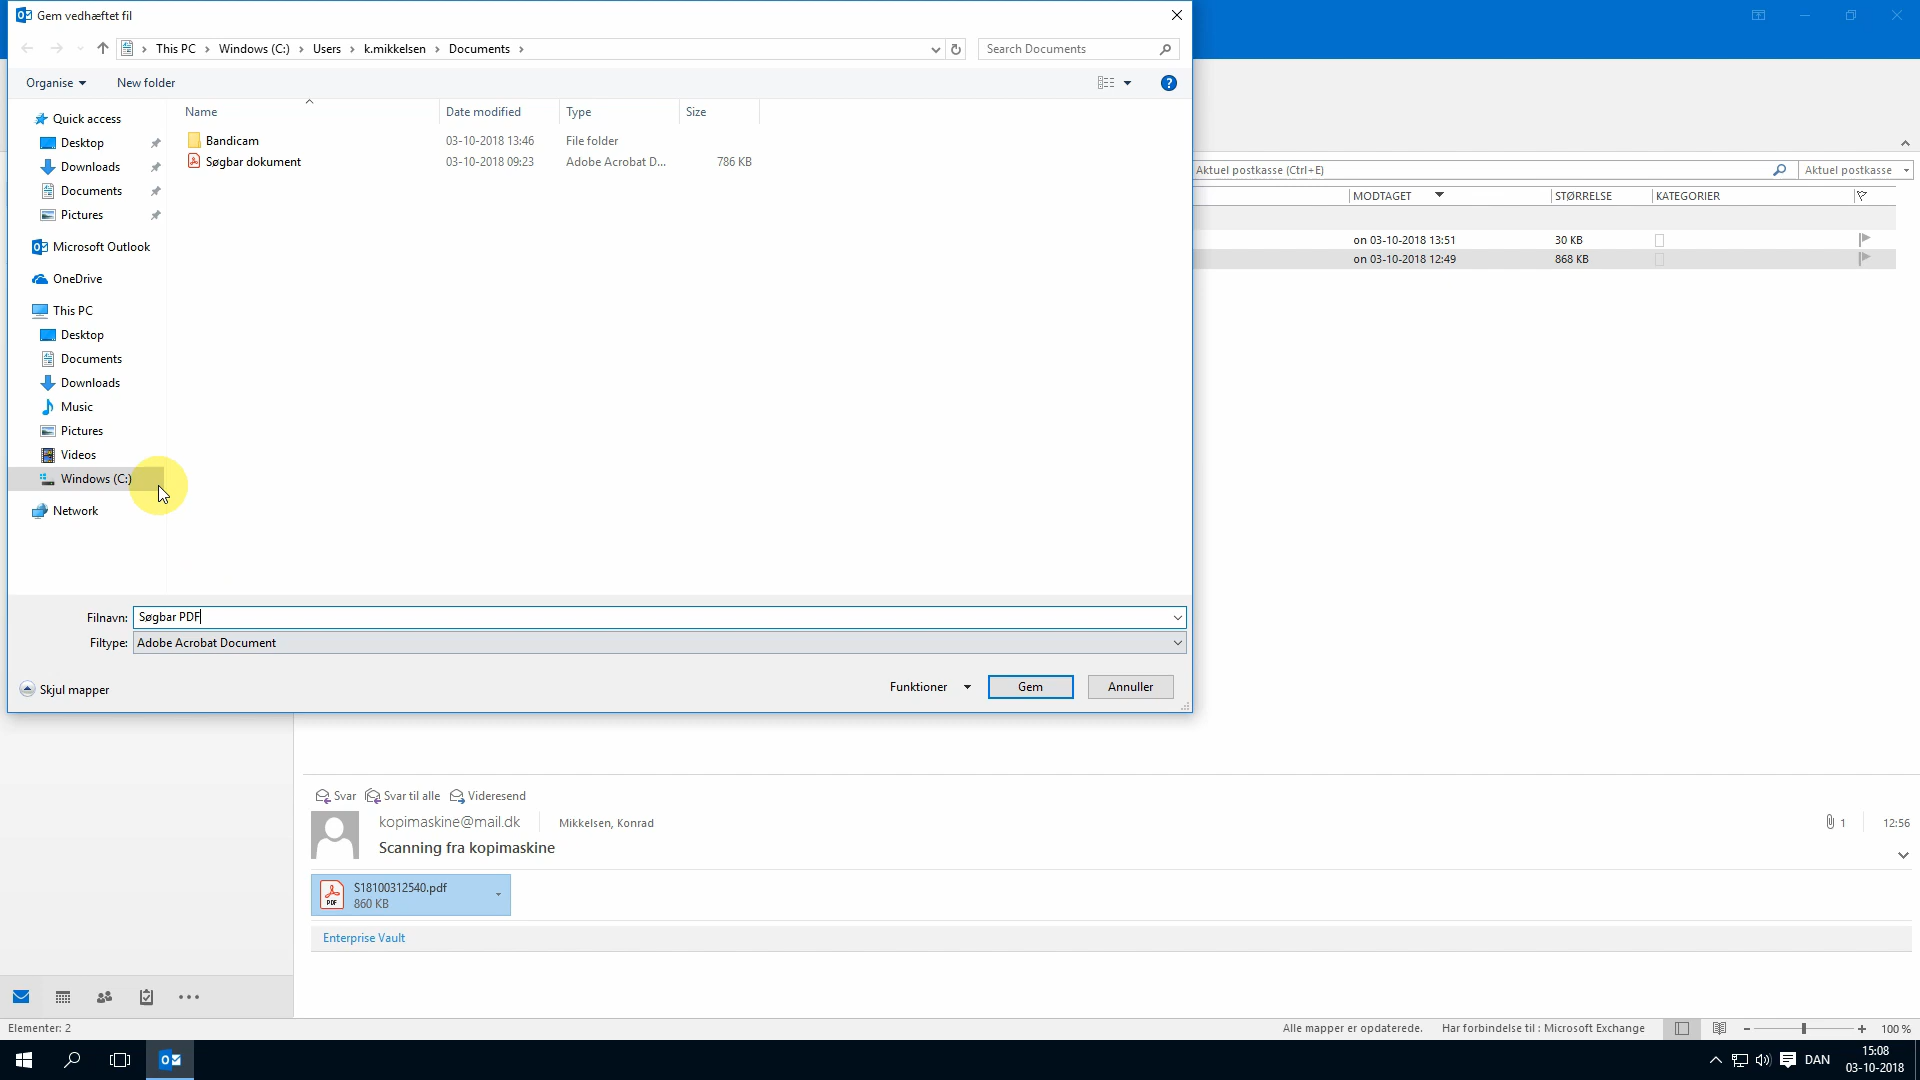 Gem vedhæftet fil
This PC > Windows (C:) > Users > k.mikkelsen > Documents >
Search Documents
Organise
New folder
?
Name
Date modified
Type
Size
Bandicam
03-10-2018 13:46
File folder
Søgbar dokument
03-10-2018 09:23
Adobe Acrobat D...
786 KB
Quick access
Desktop
Downloads
Documents
Pictures
Microsoft Outlook
OneDrive
This PC
Desktop
Documents
Downloads
Music
Pictures
Videos
Windows (C:)
Network
Filnavn: Søgbar PDF
Filtype: Adobe Acrobat Document
Skjul mapper
Funktioner
Gem
Annuller
Aktuel postkasse (Ctrl+E)
Aktuel postkasse
MODTAGET
STØRRELSE
KATEGORIER
on 03-10-2018 13:51
30 KB
on 03-10-2018 12:49
868 KB
Svar
Svar til alle
Videresend
kopimaskine@mail.dk
Mikkelsen, Konrad
1
12:56
Scanning fra kopimaskine
PDF
S18100312540.pdf
860 KB
Enterprise Vault
Elementer: 2
Alle mapper er opdaterede.
Har forbindelse til : Microsoft Exchange
100 %
DAN
15:08
03-10-2018